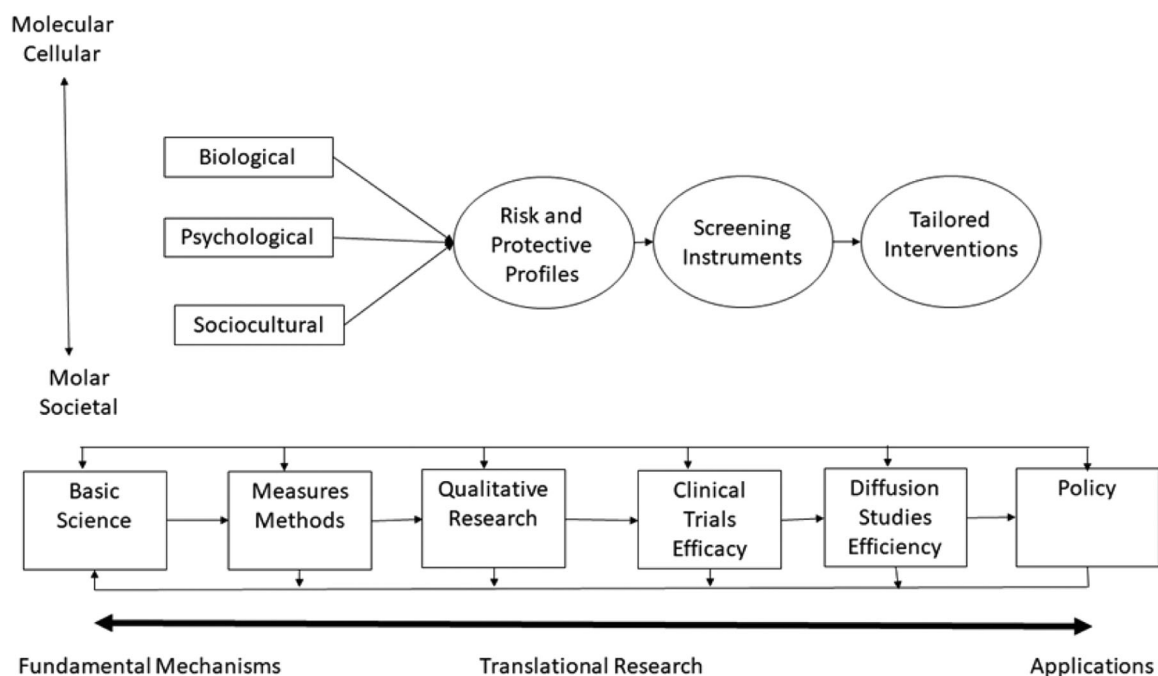 Molecular
Cellular
Biological
Psychological
Sociocultural
Risk and
Protective
Profiles
Screening
Instruments
Tailored
Interventions
Molar
Societal
Basic
Science
Measures
Methods
Qualitative
Research
Clinical
Trials
Efficacy
Diffusion
Studies
Efficiency
Policy
Fundamental Mechanisms
Translational Research
Applications